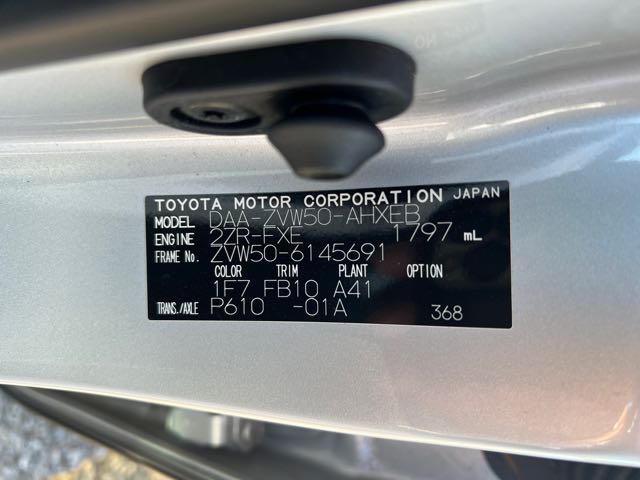 TOYOTA MOTOR CORPORATION JAPAN
MODEL DAA-ZVW50-AHXEB
ENGINE 2ZR-FXE 1797 mL
FRAME No. ZVW50-6145691
COLOR TRIM PLANT OPTION
1F7 FB10 A41
TRANS./AXLE P610 -01A 368